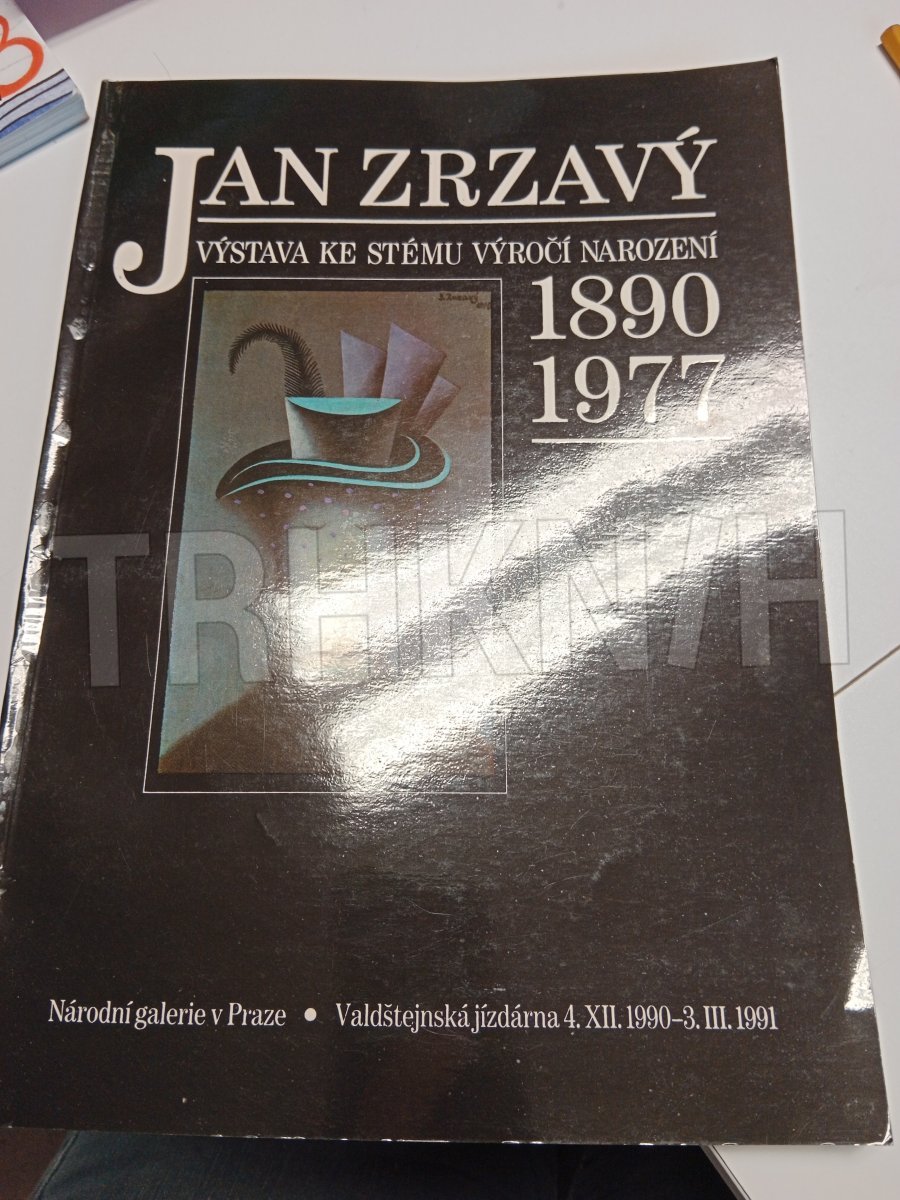 JAN ZRZAVÝ
VÝSTAVA KE STÉMU VÝROČÍ NAROZENÍ
1890
1977
J. Zrzavý
TRHKNIH
Národní galerie v Praze • Valdštejnská jízdárna 4. XII. 1990–3. III. 1991